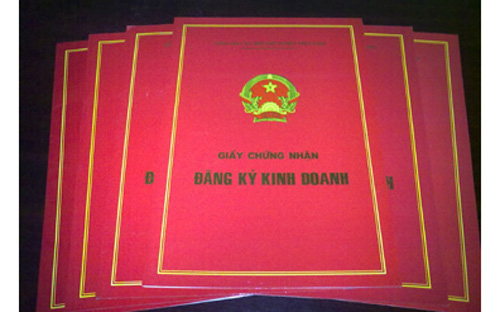 GIẤY CHỨNG NHẬN
ĐĂNG KÝ KINH DOANH
Đ
H